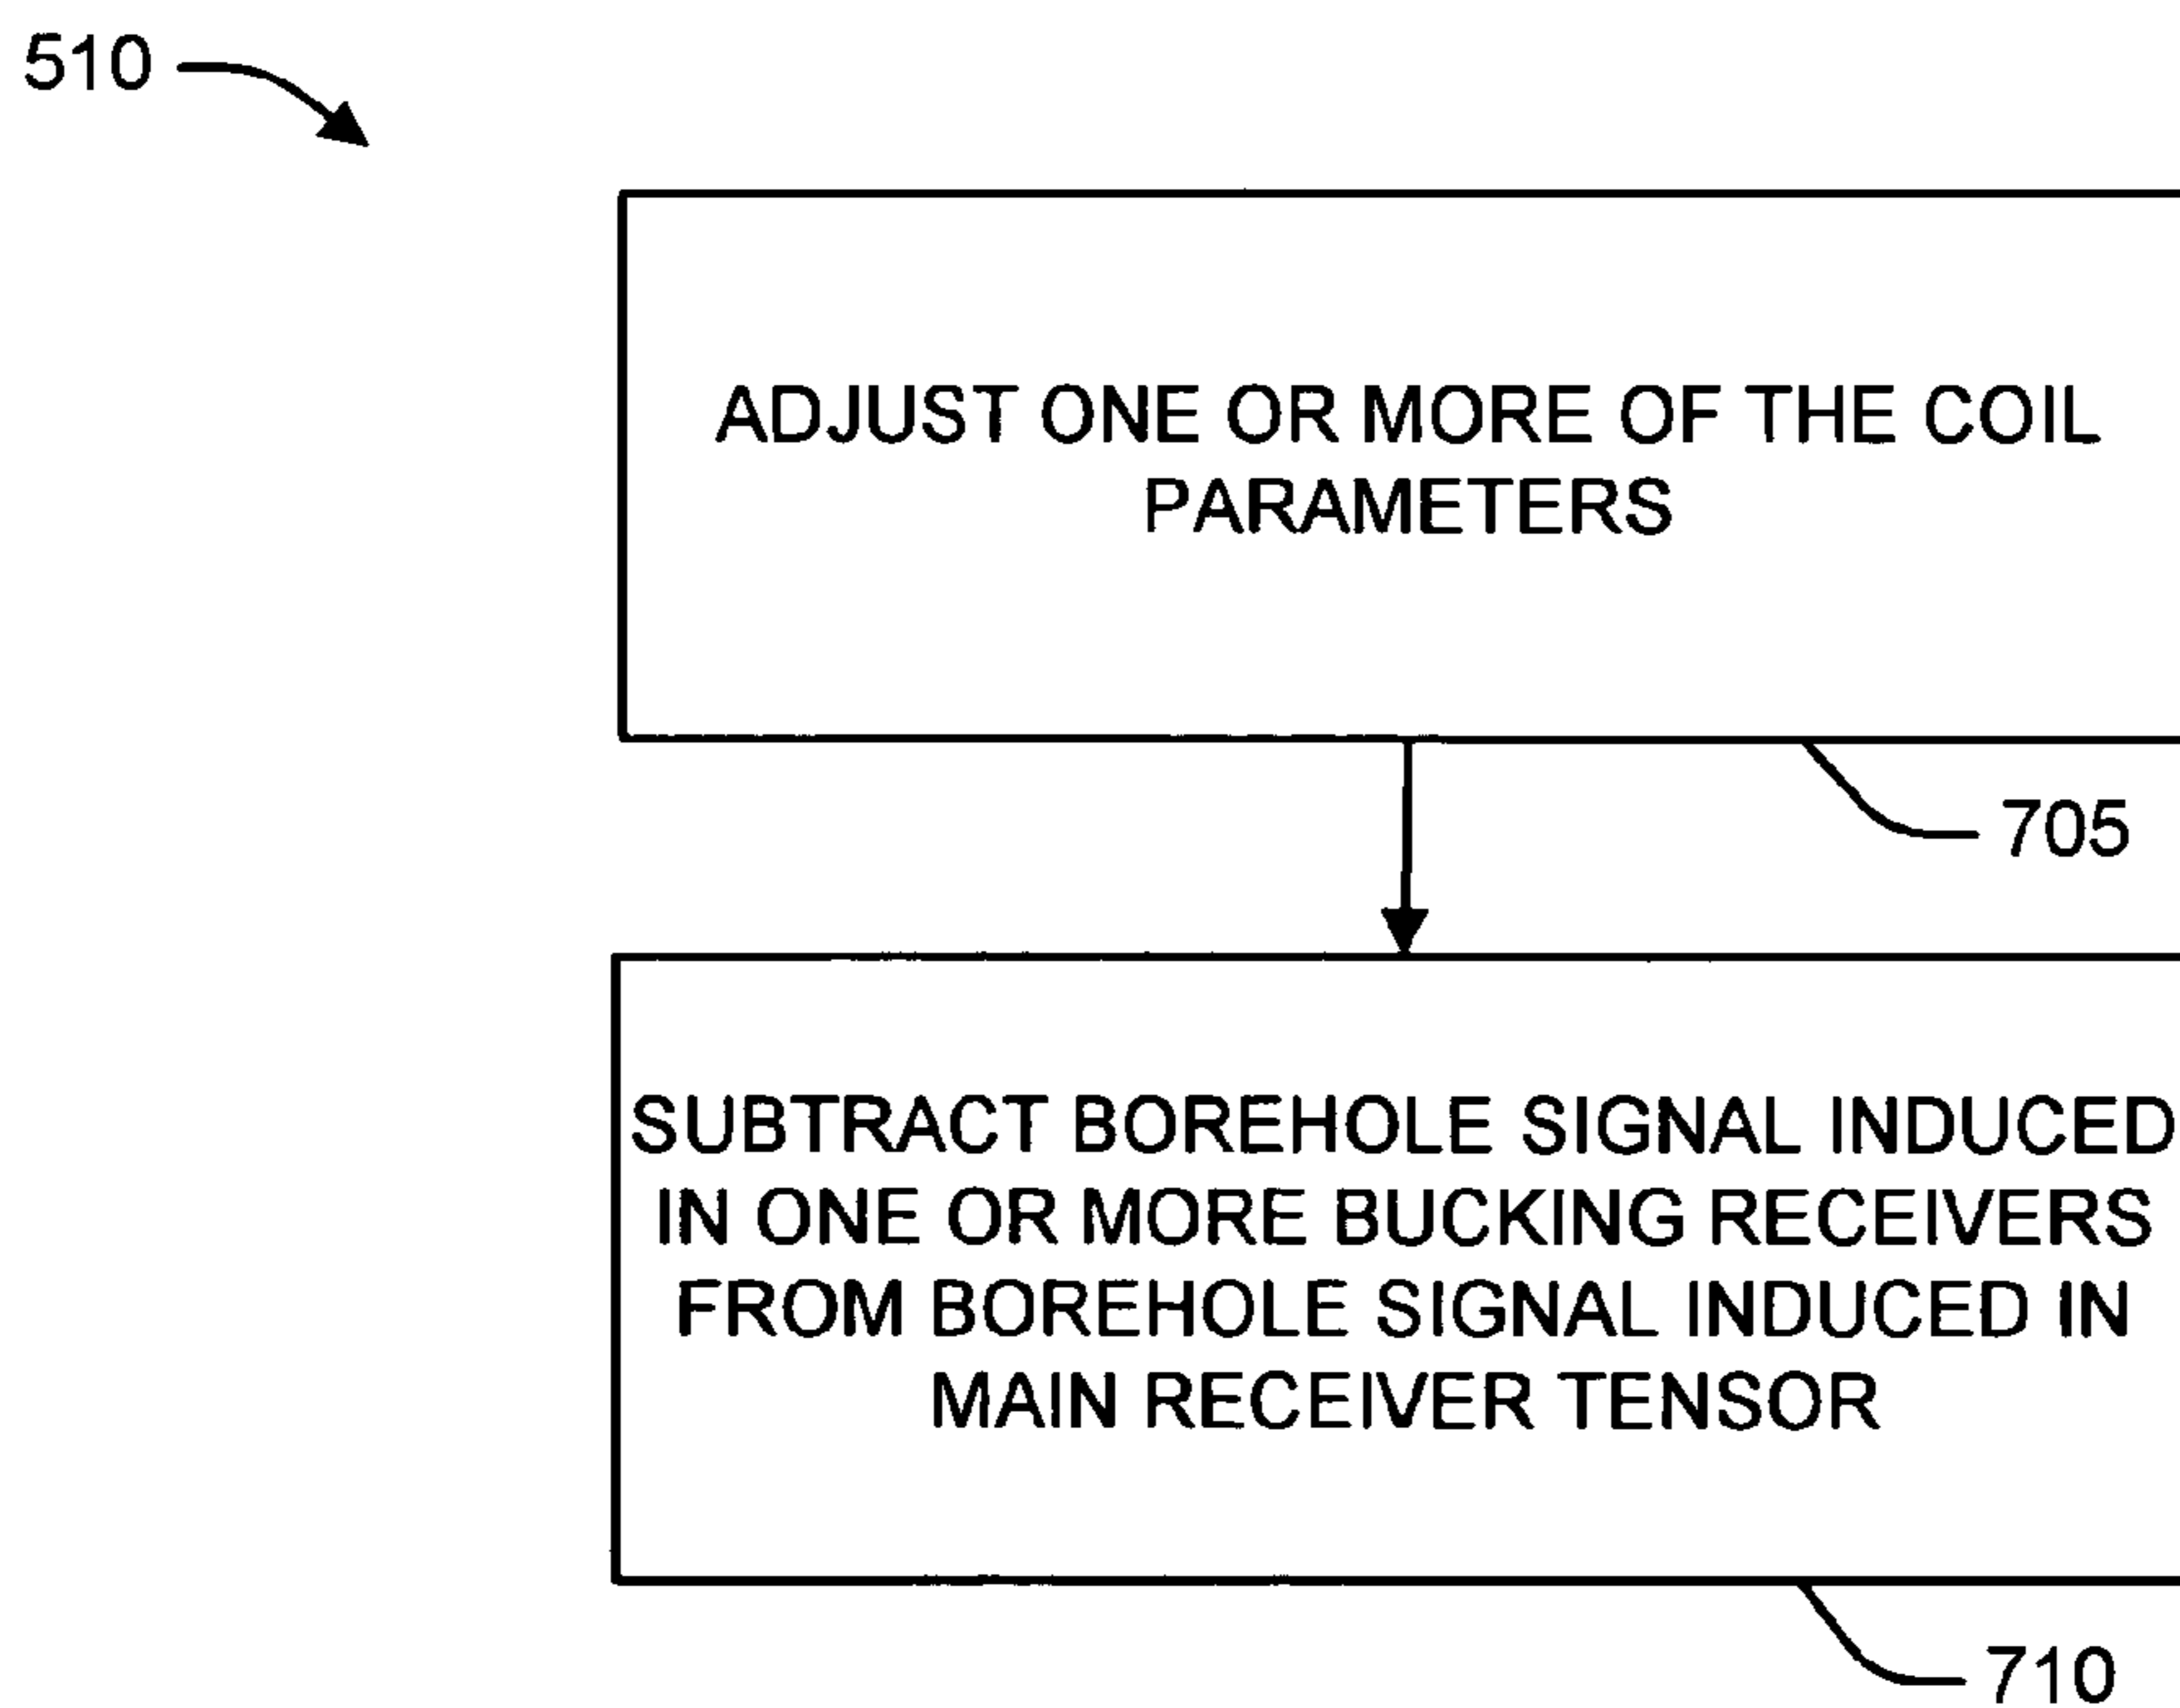 510
ADJUST ONE OR MORE OF THE COIL
PARAMETERS
705
SUBTRACT BOREHOLE SIGNAL INDUCED
IN ONE OR MORE BUCKING RECEIVERS
FROM BOREHOLE SIGNAL INDUCED IN
MAIN RECEIVER TENSOR
710